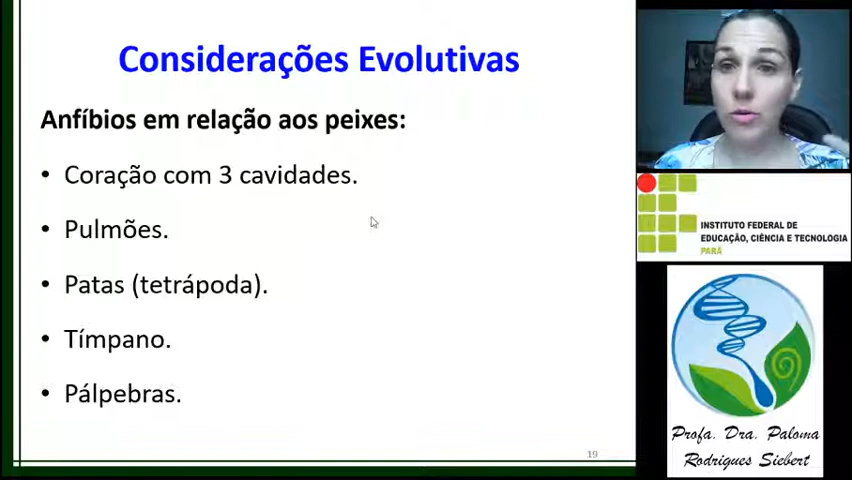 Considerações Evolutivas
Anfíbios em relação aos peixes:
• Coração com 3 cavidades.
• Pulmões.
• Patas (tetrápoda).
• Tímpano.
• Pálpebras.
19
INSTITUTO FEDERAL DE
EDUCAÇÃO, CIÊNCIA E TECNOLOGIA
PARÁ
Profa. Dra. Paloma
Rodrigues Siebert